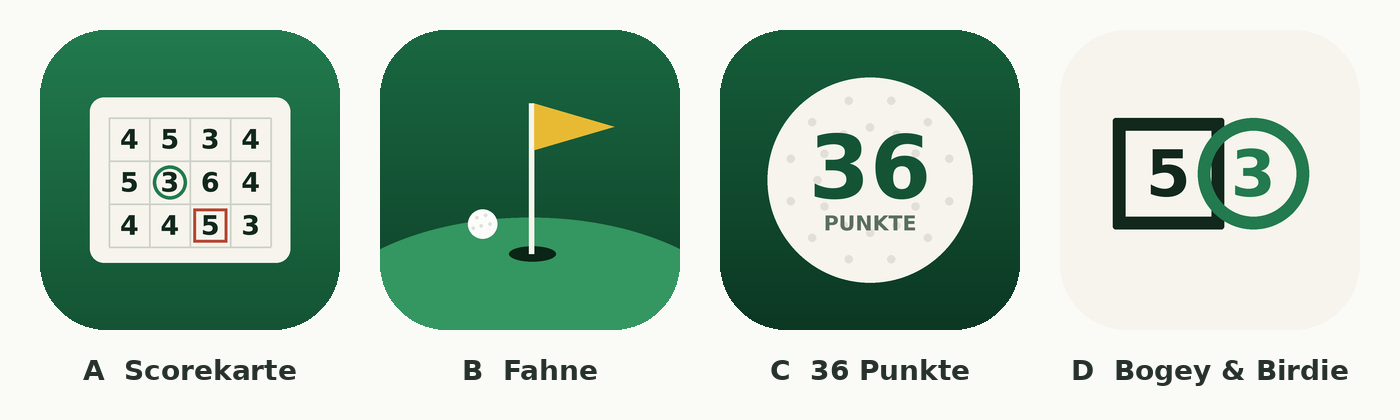 4 5 3 4
5 3 6 4
4 4 5 3
A Scorekarte
B Fahne
36
PUNKTE
C 36 Punkte
5 3
D Bogey & Birdie